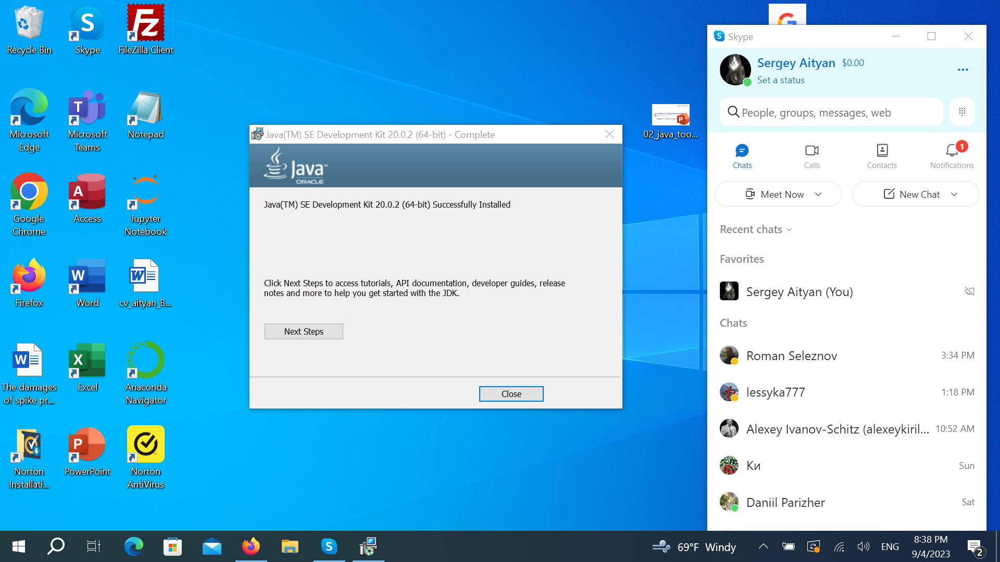 Recycle Bin
Skype
FileZilla Client
Microsoft
Edge
Microsoft
Teams
Notepad
Google
Chrome
Access
Jupyter
Notebook
Firefox
Word
cv_aityan_B...
The damages
of spike pr...
Excel
Anaconda
Navigator
Norton
Installati...
PowerPoint
Norton
AntiVirus
Java(TM) SE Development Kit 20.0.2 (64-bit) - Complete
Java™
ORACLE
Java(TM) SE Development Kit 20.0.2 (64-bit) Successfully Installed
Click Next Steps to access tutorials, API documentation, developer guides, release
notes and more to help you get started with the JDK.
Next Steps
Close
02_java_too...
Skype
Sergey Aityan $0.00
Set a status
People, groups, messages, web
Chats
Calls
Contacts
1
Notifications
Meet Now
New Chat
Recent chats
Favorites
Sergey Aityan (You)
Chats
Roman Seleznov 3:34 PM
lessyka777 1:18 PM
Alexey Ivanov-Schitz (alexeykiril... 10:52 AM
Ки Sun
Daniil Parizher Sat
69°F Windy
ENG
8:38 PM
9/4/2023
2